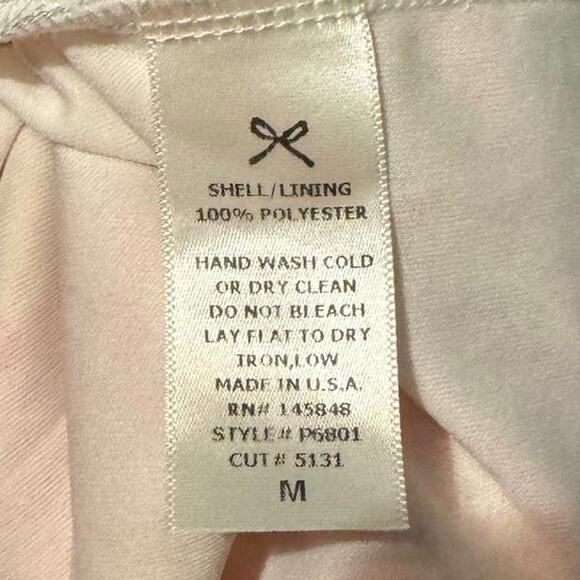 SHELL/LINING
100% POLYESTER
HAND WASH COLD
OR DRY CLEAN
DO NOT BLEACH
LAY FLAT TO DRY
IRON,LOW
MADE IN U.S.A.
RN# 145848
STYLE# P6801
CUT# 5131
M